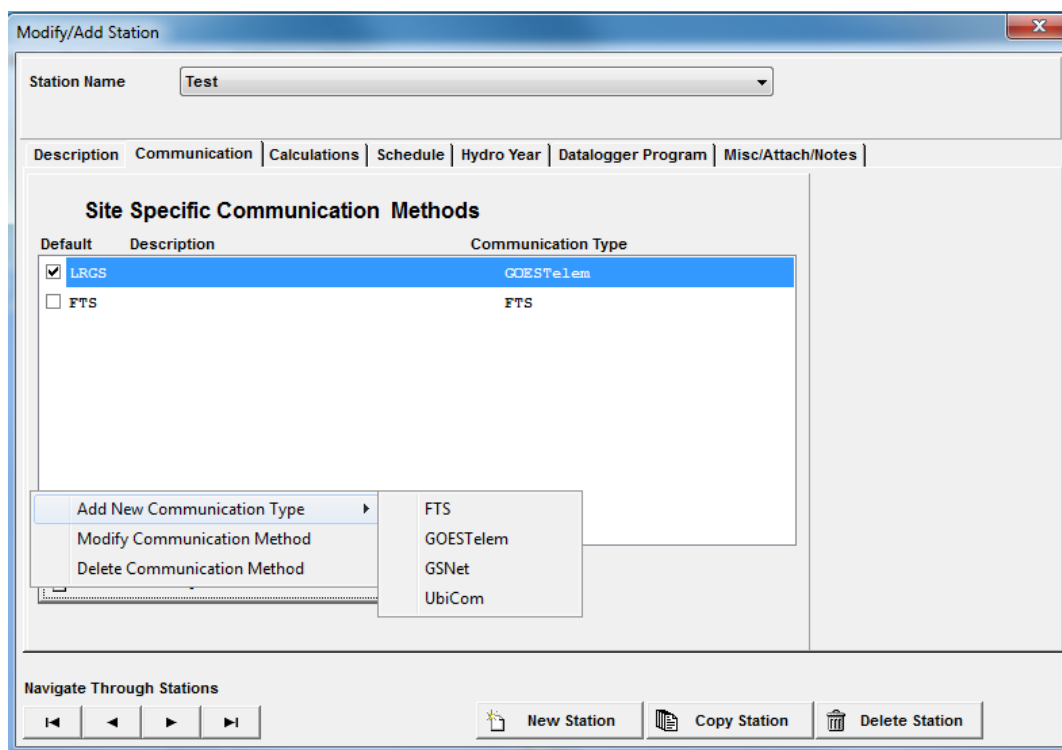 Modify/Add Station
Station Name Test
Description Communication Calculations Schedule Hydro Year Datalogger Program Misc/Attach/Notes
Site Specific Communication Methods
Default Description Communication Type
LRGS GOESTelem
FTS FTS
Add New Communication Type FTS
Modify Communication Method GOESTelem
Delete Communication Method GSNet
UbiCom
Navigate Through Stations
New Station Copy Station Delete Station